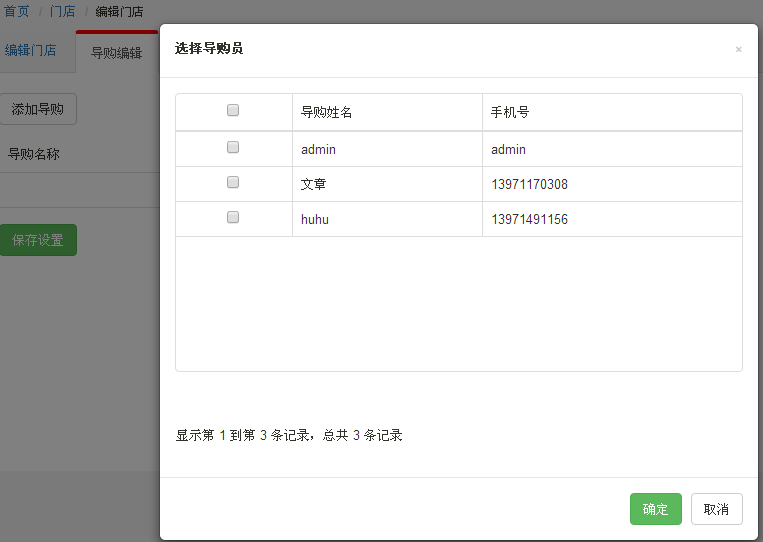 首页 / 门店 / 编辑门店
编辑门店
导购编辑
添加导购
导购名称
保存设置
选择导购员
×
导购姓名 手机号
admin admin
文章 13971170308
huhu 13971491156
显示第 1 到第 3 条记录，总共 3 条记录
确定 取消